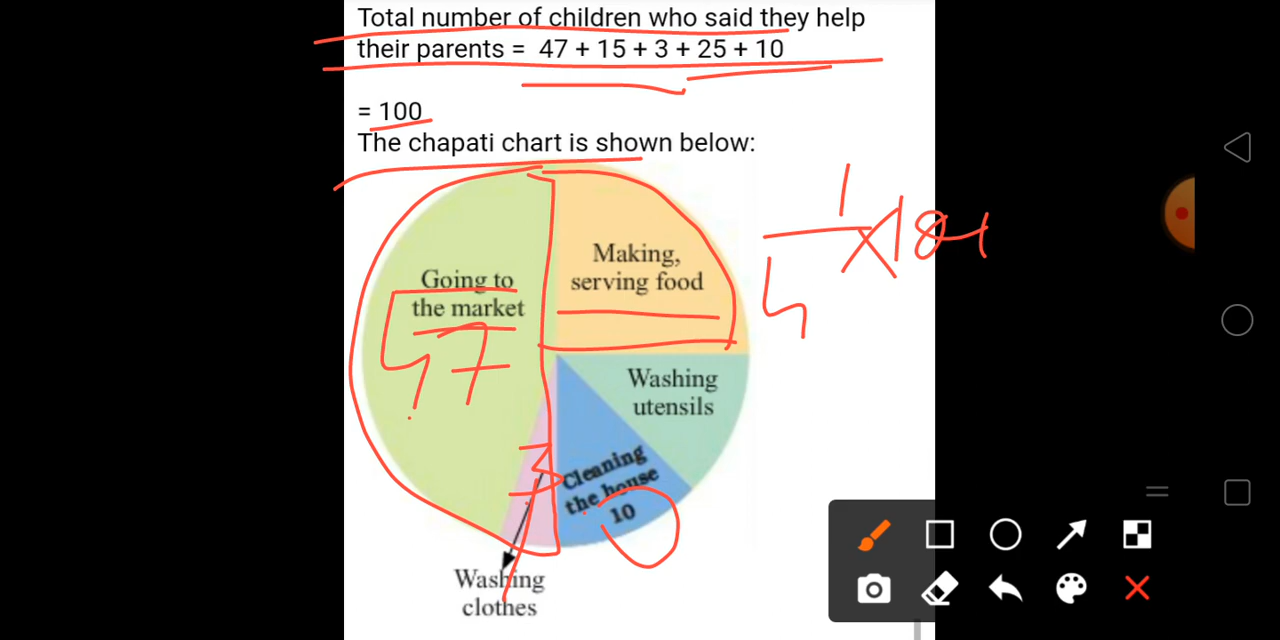 Total number of children who said they help
their parents = 47 + 15 + 3 + 25 + 10
= 100
The chapati chart is shown below:
Making,
serving food
Going to
the market
47
Washing
utensils
3
Cleaning
the house
10
Washing
clothes
1
4